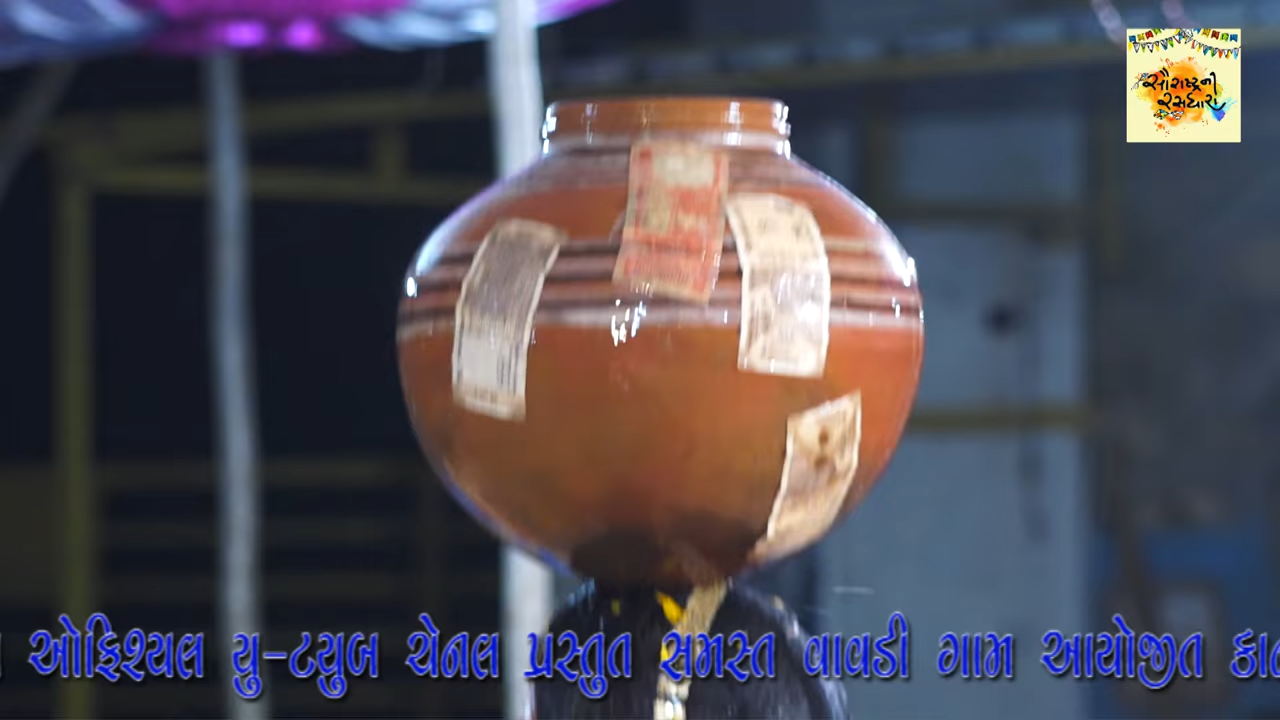 સૌરાષ્ટ્રની
રસધાર
ઓફિશ્યલ યુ-ટ્યુબ ચેનલ પ્રસ્તુત સમસ્ત વાવડી ગામ આયોજીત